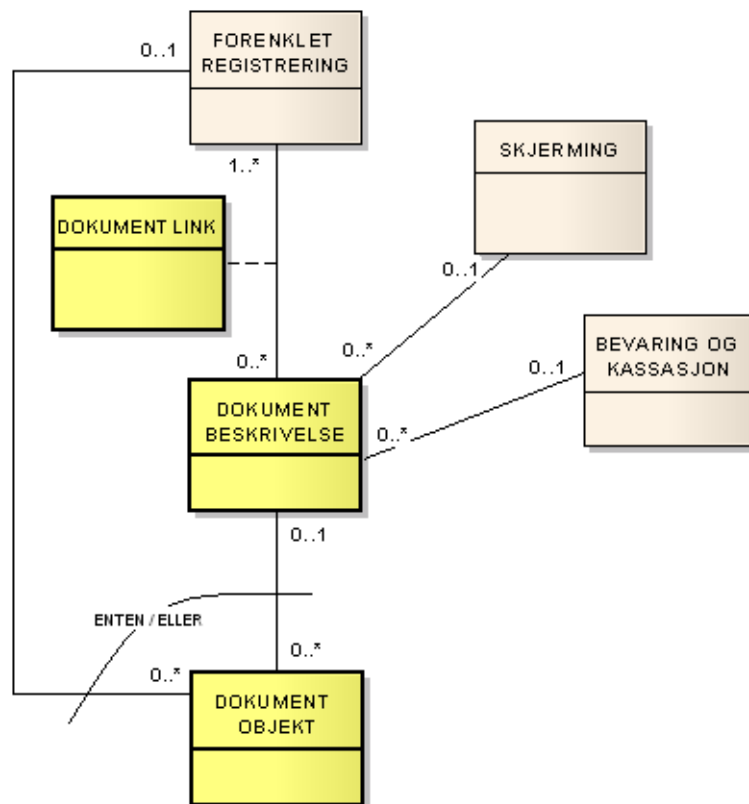 FORENKLET
REGISTRERING
0..1
1..*
SKJERMING
DOKUMENT LINK
0..1
0..*
0..*
BEVARING OG
KASSASJON
0..1
0..*
DOKUMENT
BESKRIVELSE
0..1
ENTEN / ELLER
0..*
0..*
DOKUMENT
OBJEKT